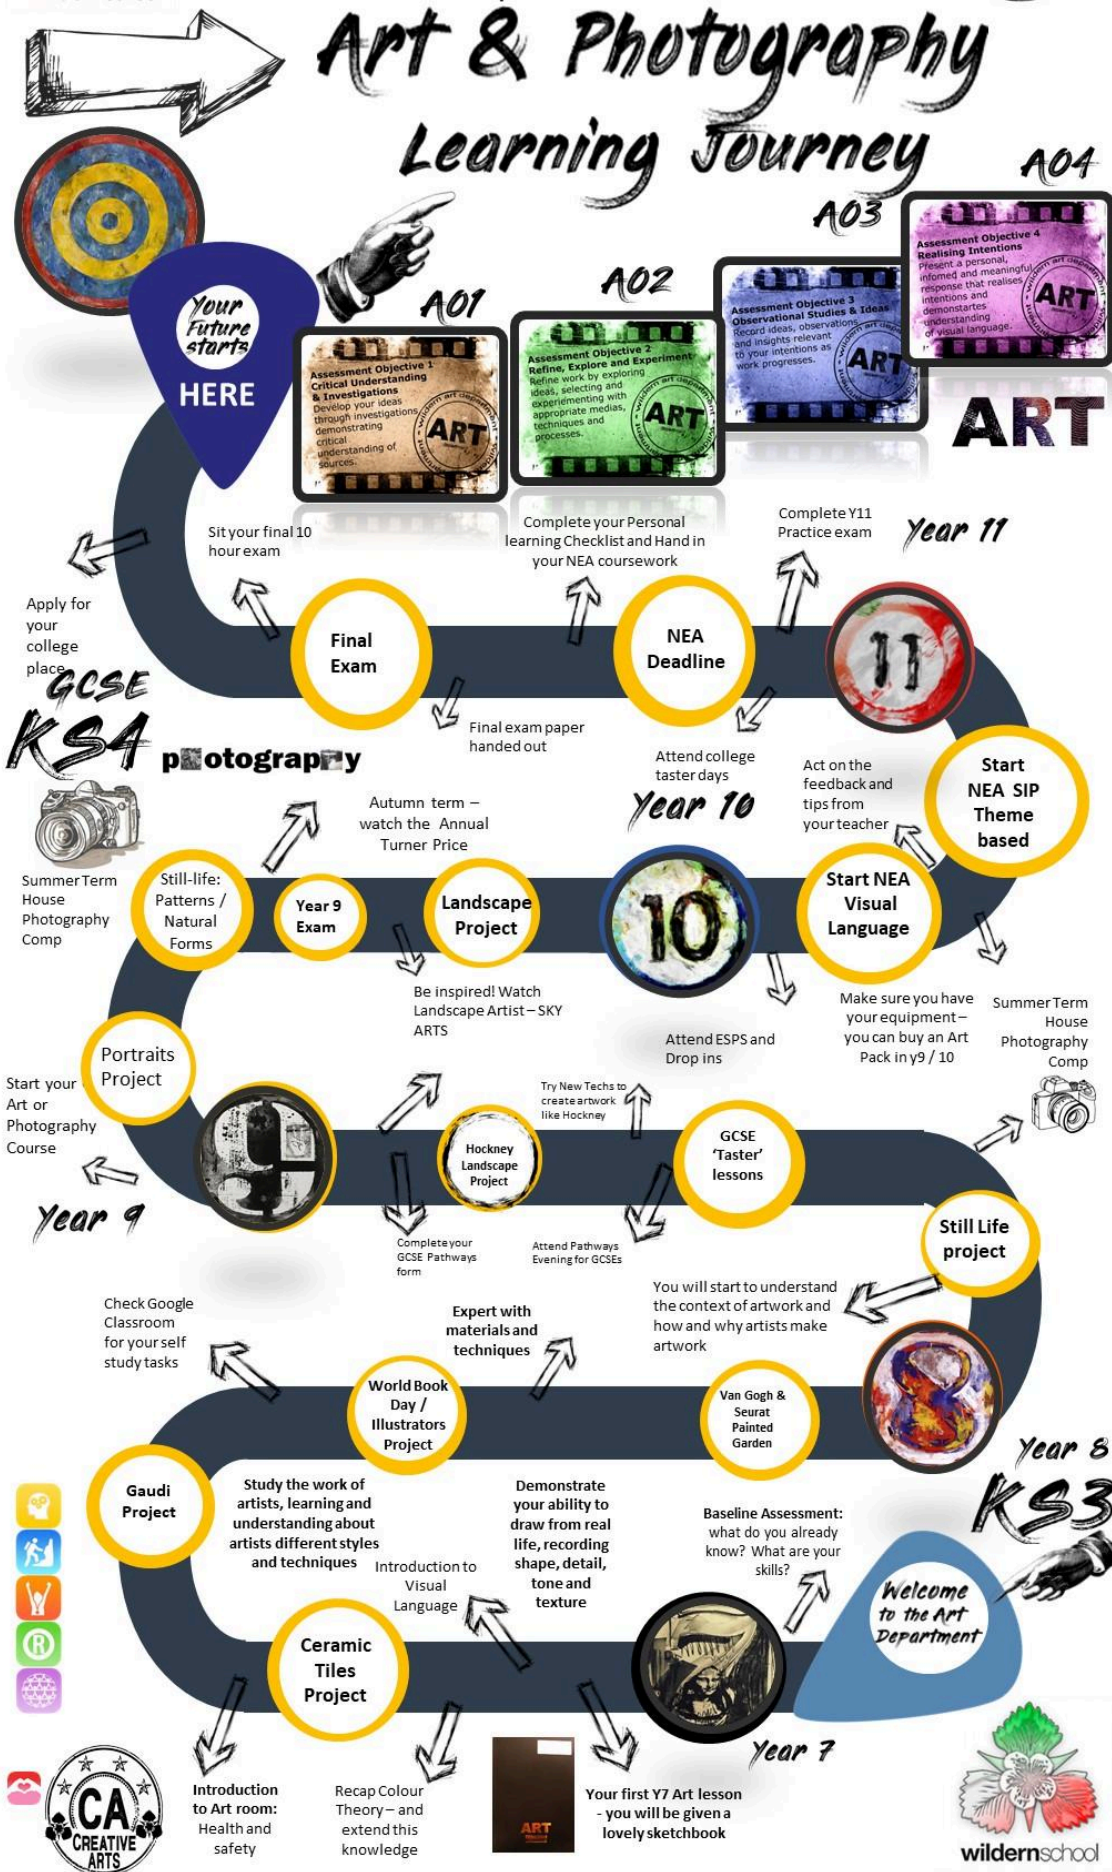 Art & Photography
Learning Journey
A01
A02
A03
A04
Your
Future
starts
HERE
Assessment Objective 1
Critical Understanding
& Investigations
Develop your ideas
through investigations
demonstrating
critical
understanding of
sources.
ART
Assessment Objective 2
Refine, Explore and Experiment
Refine work by exploring
ideas, selecting and
experiementing with
appropriate medias,
techniques and
processes.
wildern art department
ART
Assessment Objective 3
Observational Studies & Ideas
Record ideas, observations
and insights relevant
to your intentions as
work progresses.
ART
Assessment Objective 4
Realising Intentions
Present a personal,
infomed and meaningful
response that realises
intentions and
demonstartes
understanding
of visual language.
ART
ART
Sit your final 10
hour exam
Complete your Personal
learning Checklist and Hand in
your NEA coursework
Complete Y11
Practice exam
Year 11
Apply for
your
college
place
Final
Exam
NEA
Deadline
11
GCSE
KS4
photography
Final exam paper
handed out
Attend college
taster days
Act on the
feedback and
tips from
your teacher
Start
NEA SIP
Theme
based
Autumn term –
watch the Annual
Turner Price
Year 10
Summer Term
House
Photography
Comp
Still-life:
Patterns /
Natural
Forms
Year 9
Exam
Landscape
Project
10
Start NEA
Visual
Language
Be inspired! Watch
Landscape Artist – SKY
ARTS
Attend ESPS and
Drop ins
Make sure you have
your equipment –
you can buy an Art
Pack in y9 / 10
Summer Term
House
Photography
Comp
Portraits
Project
Start your
Art or
Photography
Course
Try New Techs to
create artwork
like Hockney
9
Hockney
Landscape
Project
GCSE
‘Taster’
lessons
Year 9
Complete your
GCSE Pathways
form
Attend Pathways
Evening for GCSEs
Still Life
project
Check Google
Classroom
for your self
study tasks
Expert with
materials and
techniques
You will start to understand
the context of artwork and
how and why artists make
artwork
World Book
Day /
Illustrators
Project
Van Gogh &
Seurat
Painted
Garden
8
Year 8
KS3
Gaudi
Project
Study the work of
artists, learning and
understanding about
artists different styles
and techniques
Demonstrate
your ability to
draw from real
life, recording
shape, detail,
tone and
texture
Baseline Assessment:
what do you already
know? What are your
skills?
Introduction to
Visual
Language
Welcome
to the Art
Department
R
Ceramic
Tiles
Project
7
Year 7
Introduction
to Art room:
Health and
safety
Recap Colour
Theory – and
extend this
knowledge
ART
Your first Y7 Art lesson
- you will be given a
lovely sketchbook
CA
CREATIVE
ARTS
wildernschool